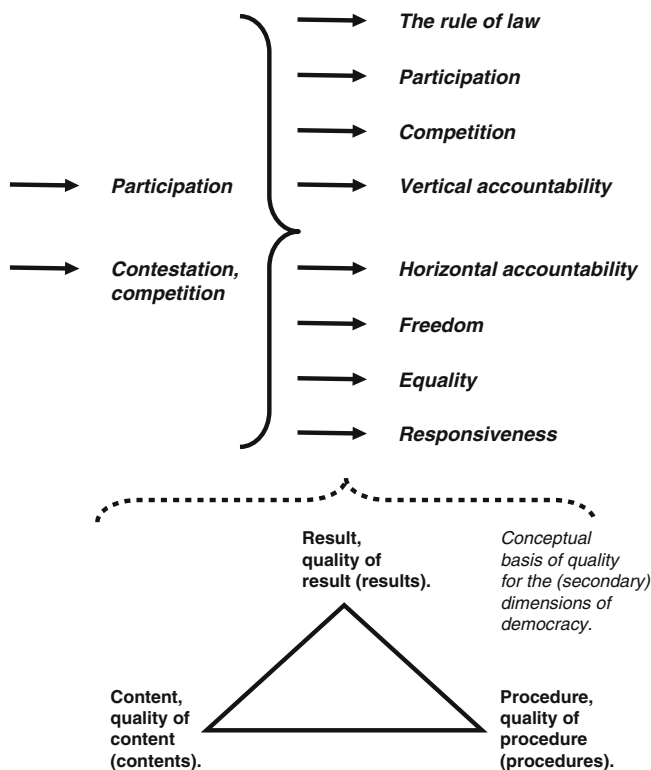 The rule of law
Participation
Competition
Vertical accountability
Participation
Contestation,
competition
Horizontal accountability
Freedom
Equality
Responsiveness
Result,
quality of
result (results).
Conceptual
basis of quality
for the (secondary)
dimensions of
democracy.
Content,
quality of
content
(contents).
Procedure,
quality of
procedure
(procedures).